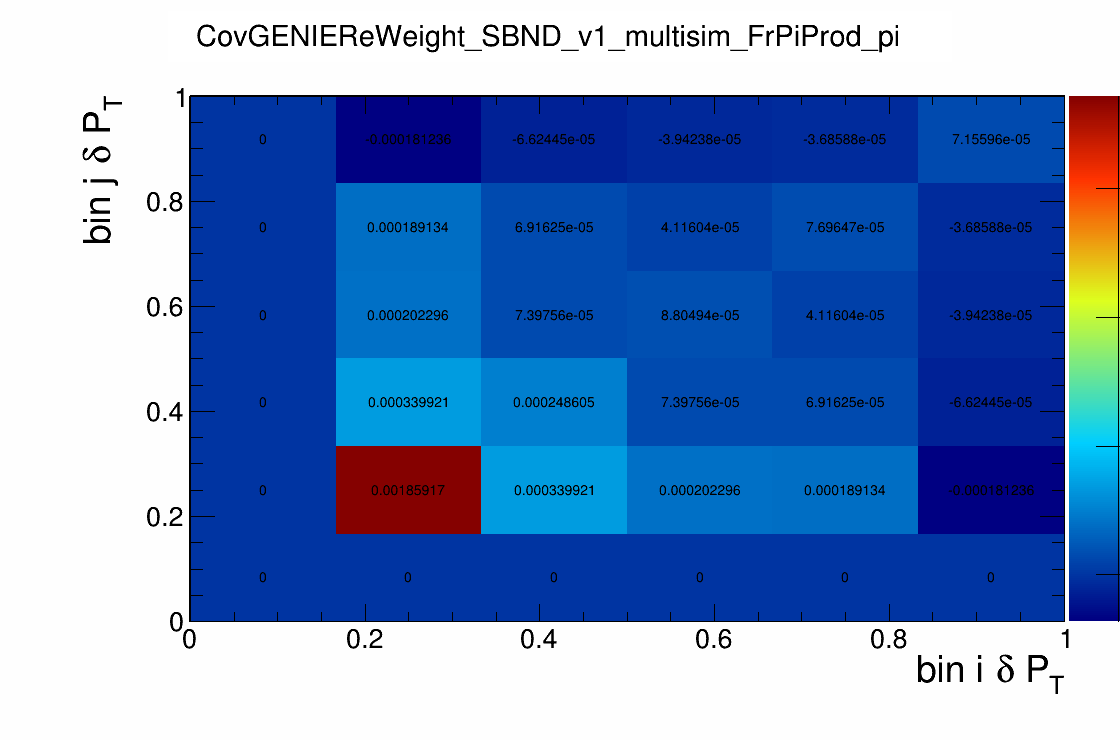 CovGENIEReWeight_SBND_v1_multisim_FrPiProd_pi
bin j δ P_T
1
0.8
0.6
0.4
0.2
0
0 -0.000181236 -6.62445e-05 -3.94238e-05 -3.68588e-05 7.15596e-05
0 0.000189134 6.91625e-05 4.11604e-05 7.69647e-05 -3.68588e-05
0 0.000202296 7.39756e-05 8.80494e-05 4.11604e-05 -3.94238e-05
0 0.000339921 0.000248605 7.39756e-05 6.91625e-05 -6.62445e-05
0 0.00185917 0.000339921 0.000202296 0.000189134 -0.000181236
0 0 0 0 0 0
0 0.2 0.4 0.6 0.8 1
bin i δ P_T